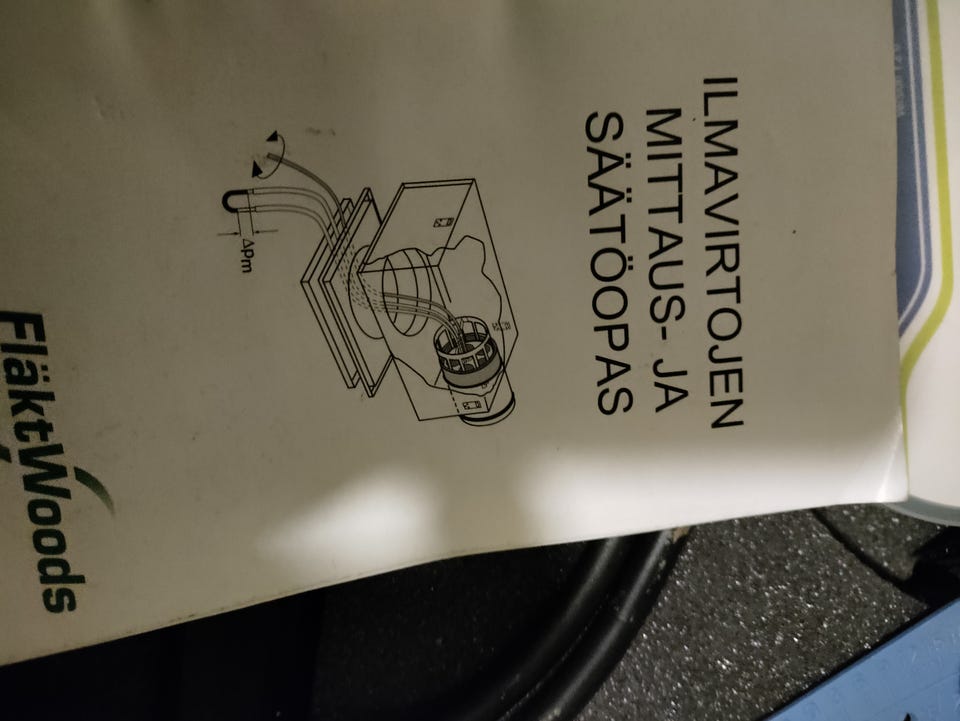 ILMAVIRTOJEN
MITTAUS- JA
SÄÄTÖOPAS
ΔPm
FläktWoods